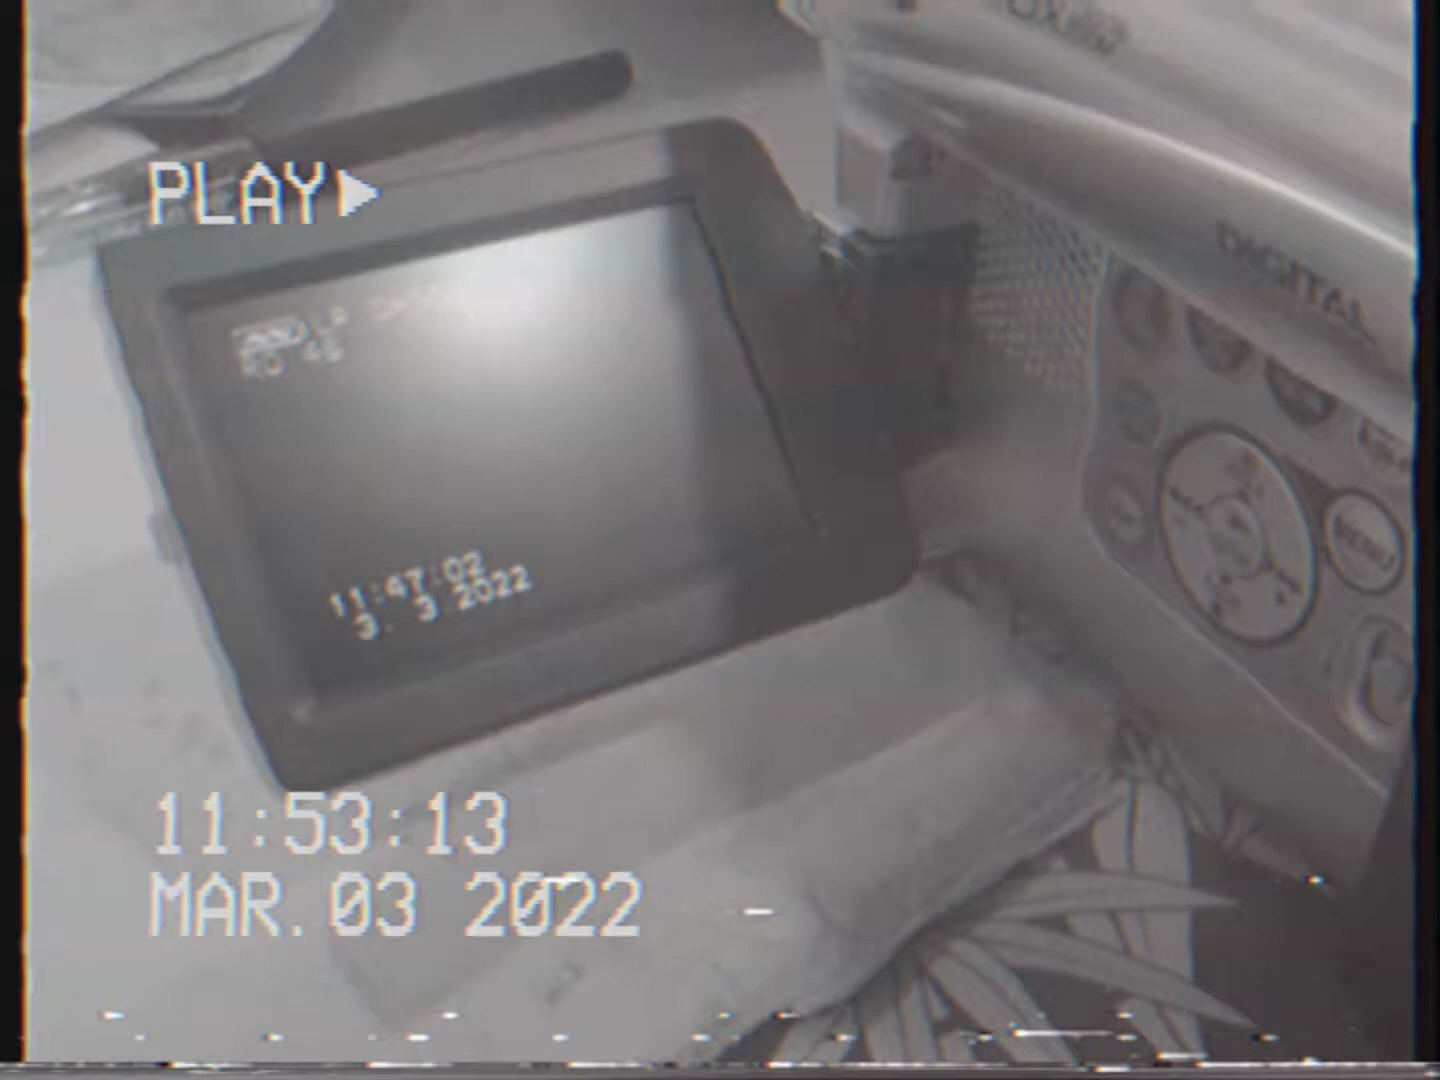 DIGITAL
PLAY
11:47:02
3. 3 2022
MENU
11:53:13
MAR.03 2022